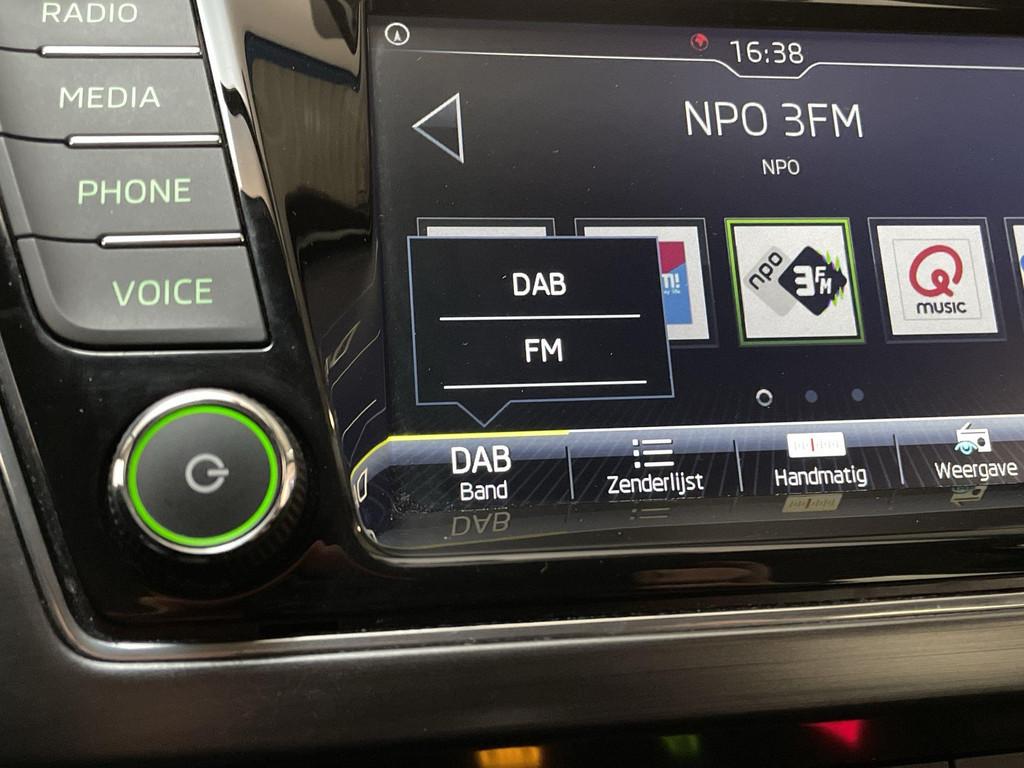 RADIO
MEDIA
PHONE
VOICE
16:38
NPO 3FM
NPO
npo
3FM
Q
MUSIC
DAB
FM
DAB
Band
Zenderlijst
Handmatig
Weergave